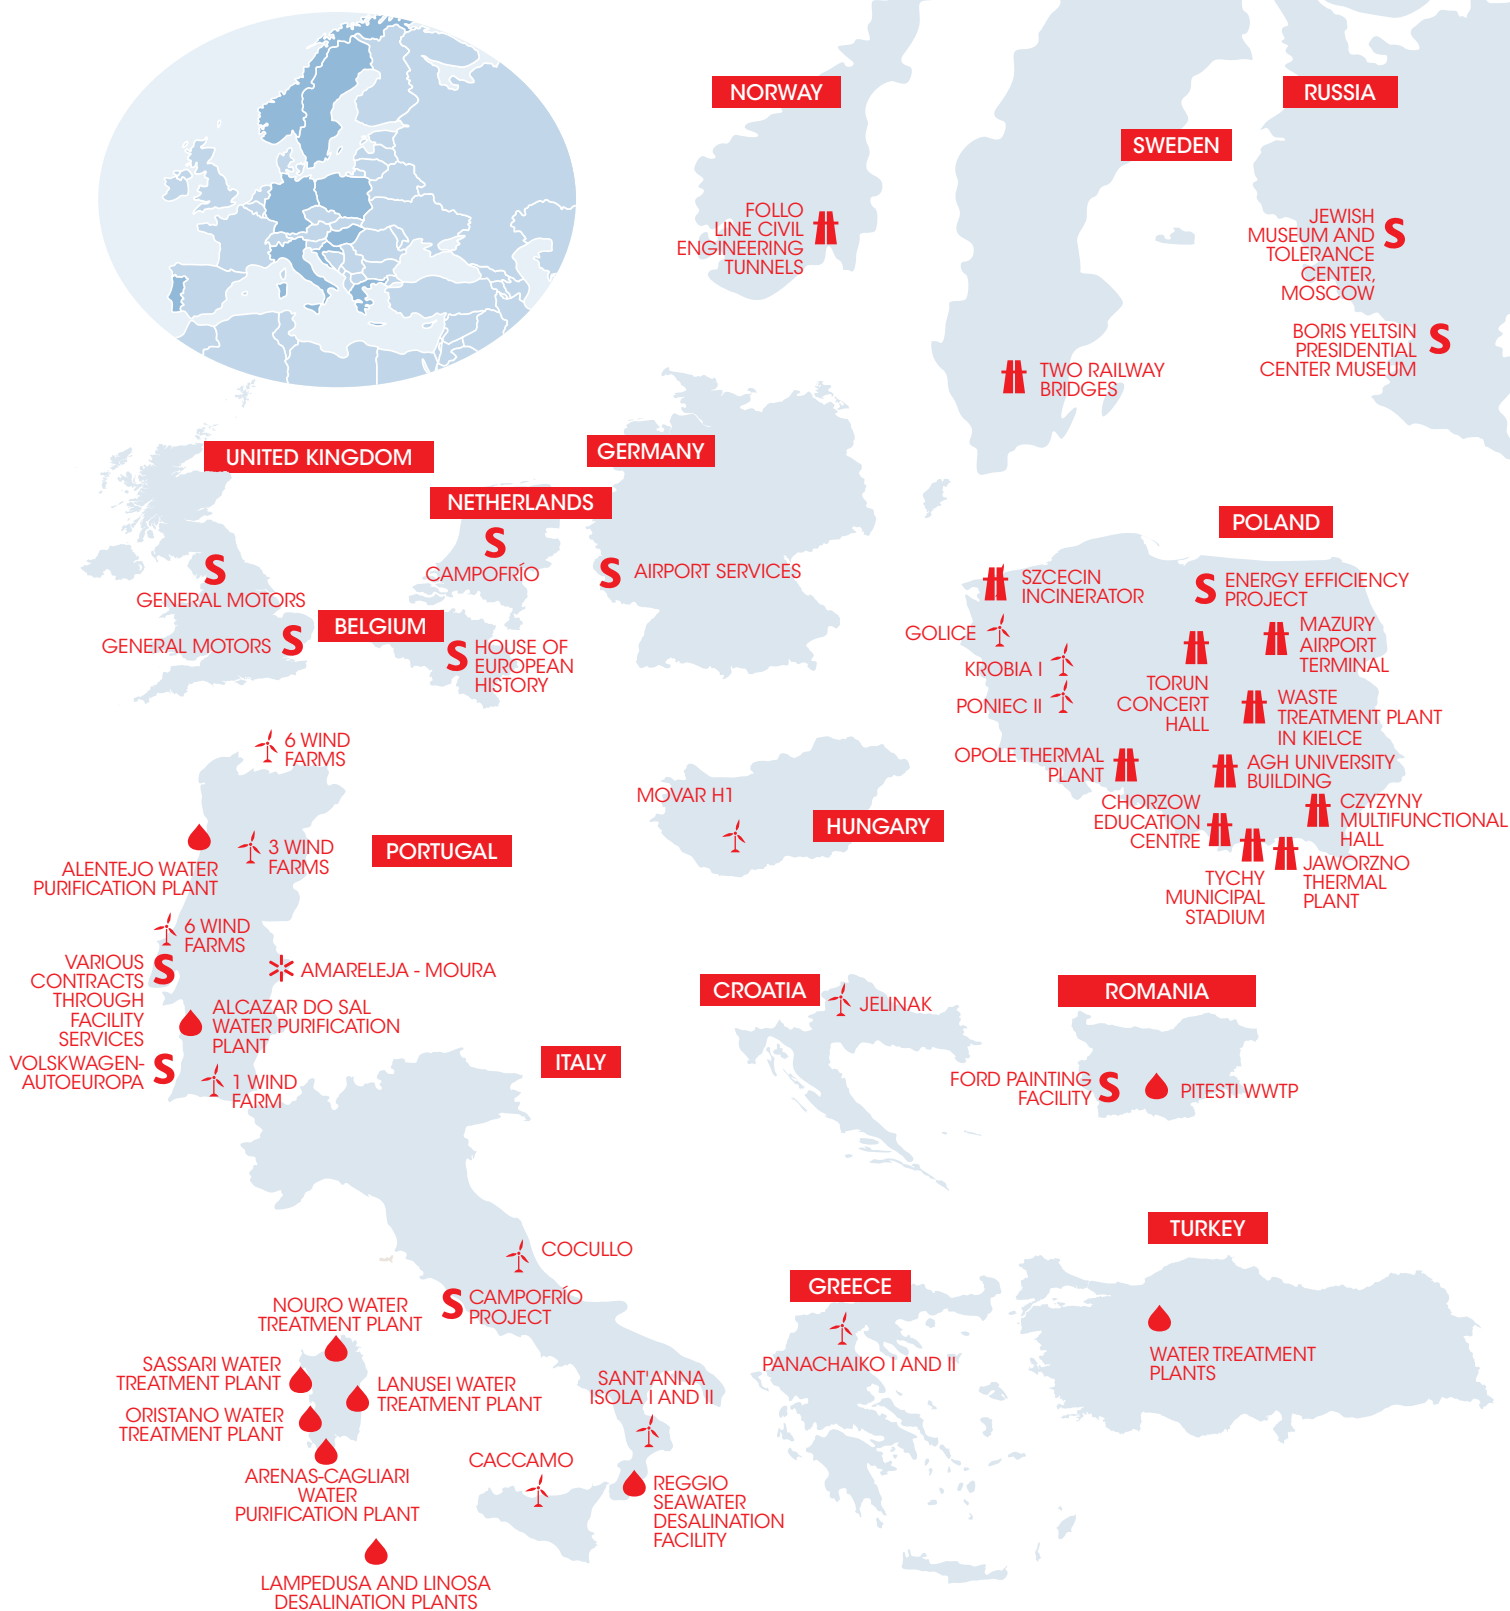 NORWAY
FOLLO
LINE CIVIL
ENGINEERING
TUNNELS
SWEDEN
TWO RAILWAY
BRIDGES
RUSSIA
JEWISH
MUSEUM AND
TOLERANCE
CENTER,
MOSCOW
S
BORIS YELTSIN
PRESIDENTIAL
CENTER MUSEUM
S
UNITED KINGDOM
S
GENERAL MOTORS
GENERAL MOTORS
S
NETHERLANDS
S
CAMPOFRÍO
GERMANY
S
AIRPORT SERVICES
BELGIUM
S
HOUSE OF
EUROPEAN
HISTORY
POLAND
SZCECIN
INCINERATOR
S
ENERGY EFFICIENCY
PROJECT
GOLICE
MAZURY
AIRPORT
TERMINAL
KROBIA I
PONIEC II
TORUN
CONCERT
HALL
WASTE
TREATMENT PLANT
IN KIELCE
OPOLE THERMAL
PLANT
AGH UNIVERSITY
BUILDING
CHORZOW
EDUCATION
CENTRE
CZYZYNY
MULTIFUNCTIONAL
HALL
TYCHY
MUNICIPAL
STADIUM
JAWORZNO
THERMAL
PLANT
6 WIND
FARMS
PORTUGAL
3 WIND
FARMS
ALENTEJO WATER
PURIFICATION PLANT
6 WIND
FARMS
VARIOUS
CONTRACTS
THROUGH
FACILITY
SERVICES
S
AMARELEJA - MOURA
ALCAZAR DO SAL
WATER PURIFICATION
PLANT
VOLSKWAGEN-
AUTOEUROPA
S
1 WIND
FARM
MOVAR H1
HUNGARY
CROATIA
JELINAK
ROMANIA
FORD PAINTING
FACILITY
S
PITESTI WWTP
ITALY
COCULLO
S
CAMPOFRÍO
PROJECT
NOURO WATER
TREATMENT PLANT
SASSARI WATER
TREATMENT PLANT
LANUSEI WATER
TREATMENT PLANT
ORISTANO WATER
TREATMENT PLANT
ARENAS-CAGLIARI
WATER
PURIFICATION PLANT
SANT'ANNA
ISOLA I AND II
CACCAMO
REGGIO
SEAWATER
DESALINATION
FACILITY
LAMPEDUSA AND LINOSA
DESALINATION PLANTS
GREECE
PANACHAIKO I AND II
TURKEY
WATER TREATMENT
PLANTS